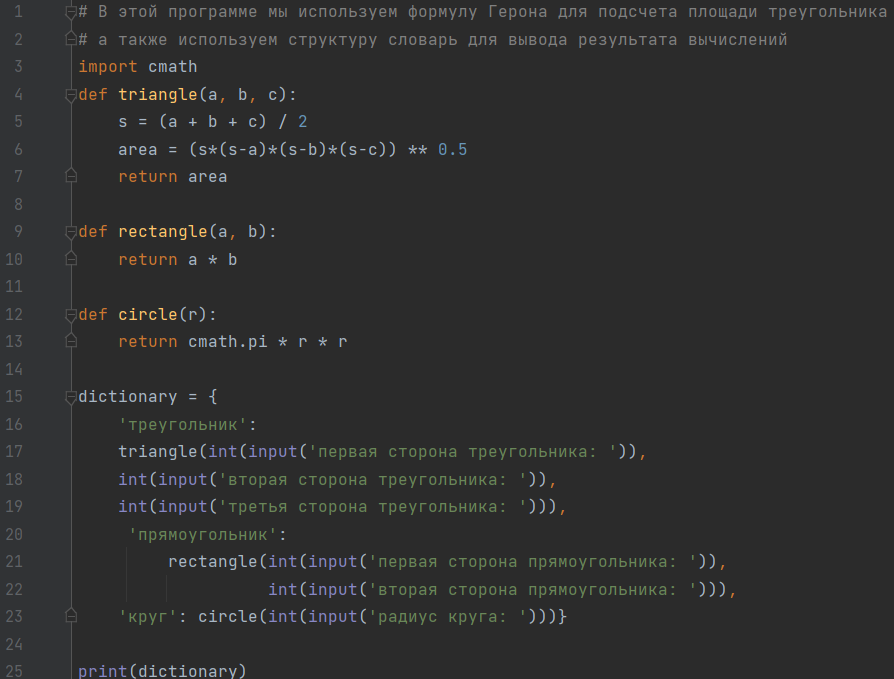 1 # В этой программе мы используем формулу Герона для подсчета площади треугольника
2 # а также используем структуру словарь для вывода результата вычислений
3 import cmath
4 def triangle(a, b, c):
5     s = (a + b + c) / 2
6     area = (s*(s-a)*(s-b)*(s-c)) ** 0.5
7     return area
8
9 def rectangle(a, b):
10     return a * b
11
12 def circle(r):
13     return cmath.pi * r * r
14
15 dictionary = {
16     'треугольник':
17     triangle(int(input('первая сторона треугольника: ')),
18     int(input('вторая сторона треугольника: ')),
19     int(input('третья сторона треугольника: '))),
20      'прямоугольник':
21          rectangle(int(input('первая сторона прямоугольника: ')),
22                    int(input('вторая сторона прямоугольника: '))),
23     'круг': circle(int(input('радиус круга: ')))}
24
25 print(dictionary)